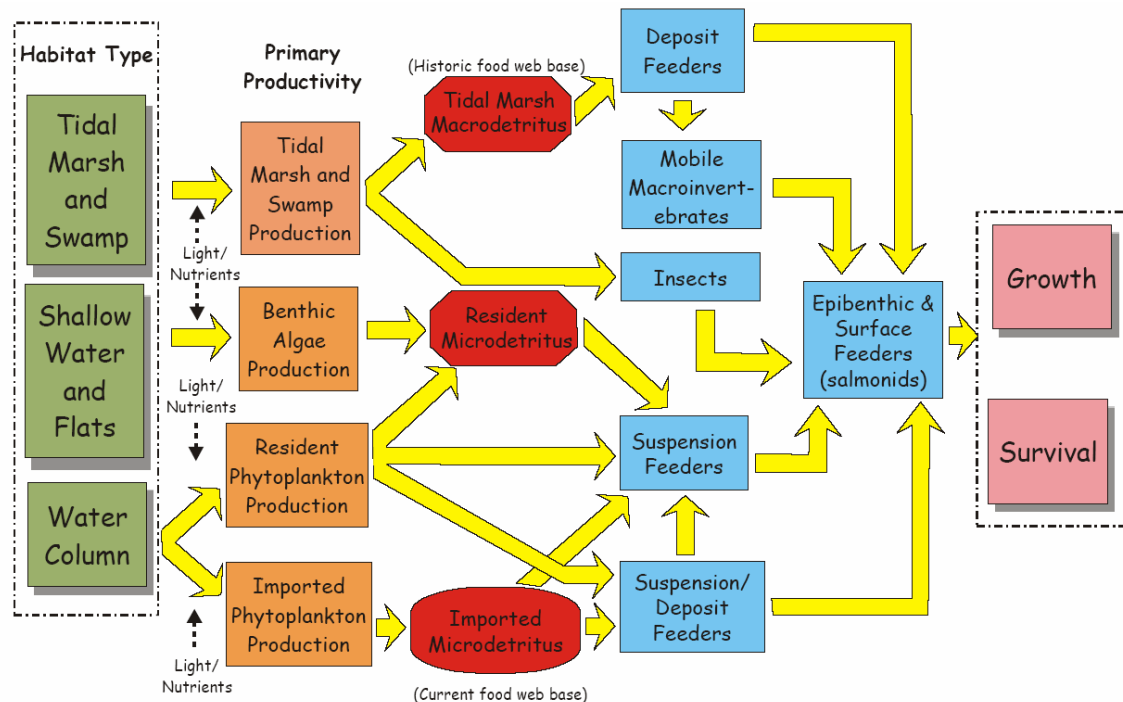 Habitat Type
Tidal
Marsh
and
Swamp
Shallow
Water
and
Flats
Water
Column
Light/
Nutrients
Light/
Nutrients
Light/
Nutrients
Primary
Productivity
Tidal
Marsh and
Swamp
Production
Benthic
Algae
Production
Resident
Phytoplankton
Production
Imported
Phytoplankton
Production
(Historic food web base)
Tidal Marsh
Macrodetritus
Resident
Microdetritus
Imported
Microdetritus
(Current food web base)
Deposit
Feeders
Mobile
Macroinvert-
ebrates
Insects
Suspension
Feeders
Suspension/
Deposit
Feeders
Epibenthic &
Surface
Feeders
(salmonids)
Growth
Survival